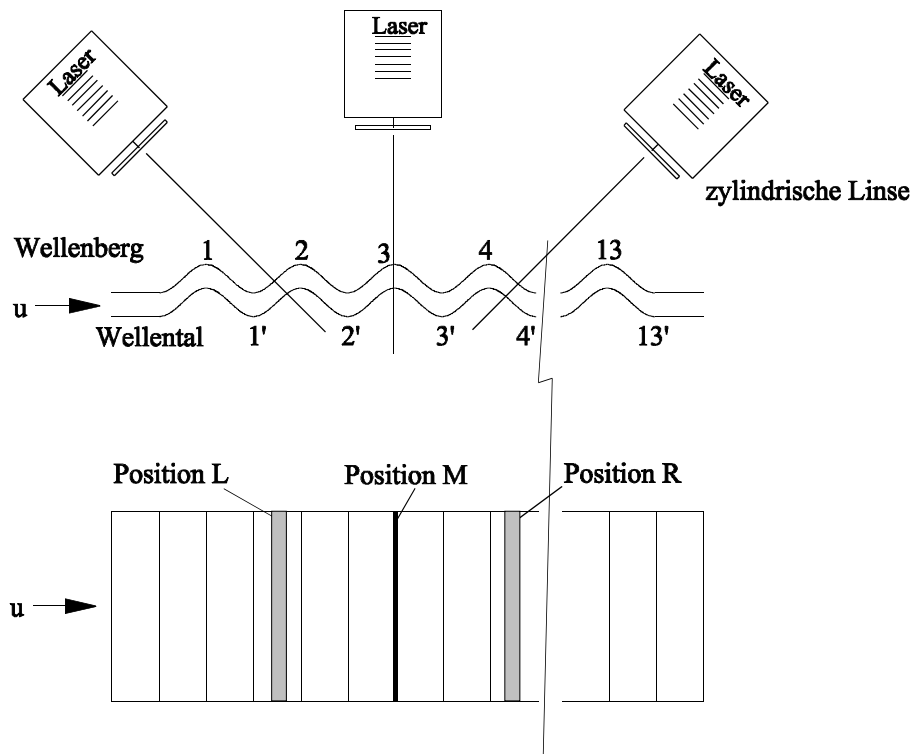 Laser
Laser
Laser
zylindrische Linse
Wellenberg 1 2 3 4 13
u
Wellental 1' 2' 3' 4' 13'
Position L Position M Position R
u